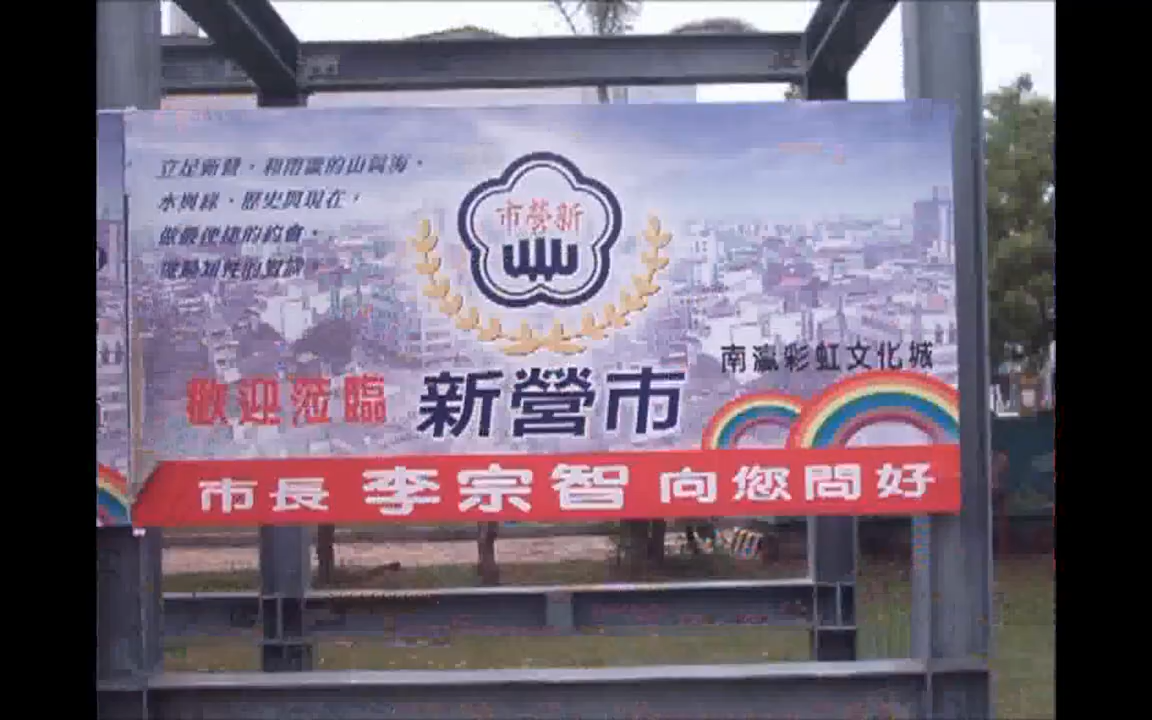 立足新營，和南瀛的山與海，
水與綠，歷史與現在，
做最便捷的約會，
市營新
南瀛彩虹文化城
歡迎蒞臨 新營市
市長 李宗智 向您問好